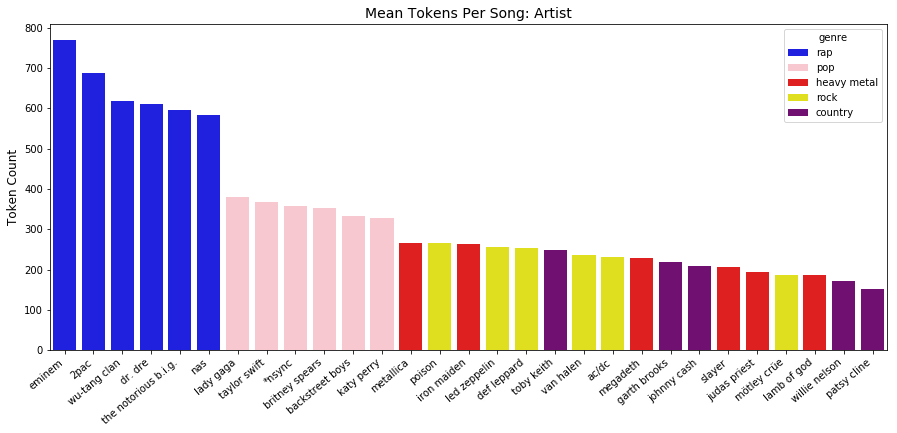 Mean Tokens Per Song: Artist
Token Count
800
700
600
500
400
300
200
100
0
genre
rap
pop
heavy metal
rock
country
eminem
2pac
wu-tang clan
dr. dre
the notorious b.i.g.
nas
lady gaga
taylor swift
*nsync
britney spears
backstreet boys
katy perry
metallica
poison
iron maiden
led zeppelin
def leppard
toby keith
van halen
ac/dc
megadeth
garth brooks
johnny cash
slayer
judas priest
mötley crüe
lamb of god
willie nelson
patsy cline